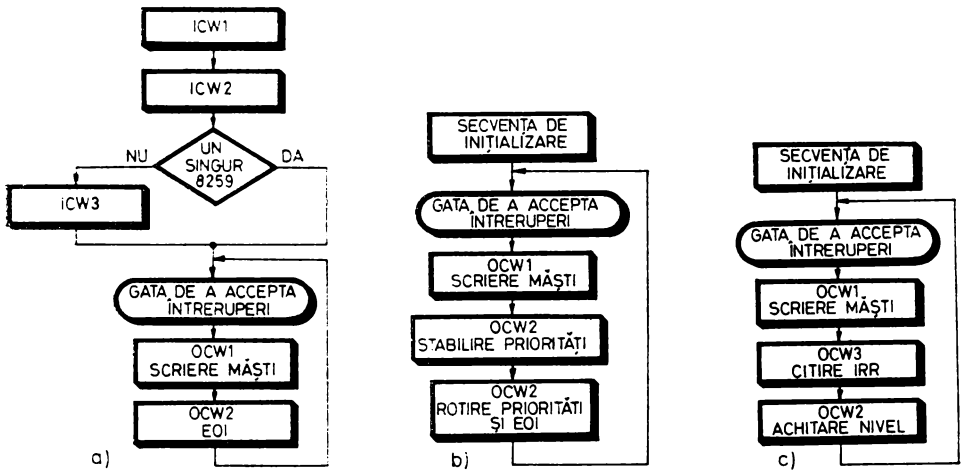 ICW1
ICW2
UN
SINGUR
8259
NU
DA
ICW3
GATA DE A ACCEPTA
ÎNTRERUPERI
OCW1
SCRIERE MĂȘTI
OCW2
EOI
a)
SECVENȚA DE
INIȚIALIZARE
GATA DE A ACCEPTA
ÎNTRERUPERI
OCW1
SCRIERE MĂȘTI
OCW2
STABILIRE PRIORITĂȚI
OCW2
ROTIRE PRIORITĂȚI
ȘI EOI
b)
SECVENȚA DE
INIȚIALIZARE
GATA DE A ACCEPTA
ÎNTRERUPERI
OCW1
SCRIERE MĂȘTI
OCW3
CITIRE IRR
OCW2
ACHITARE NIVEL
c)